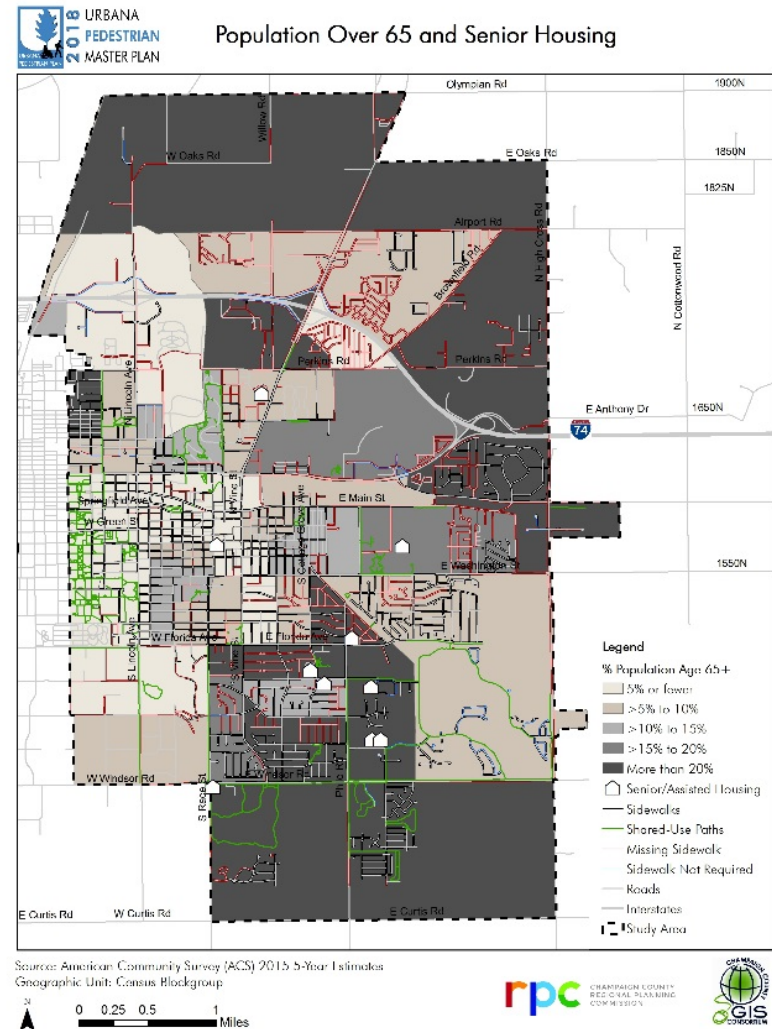 URBANA
PEDESTRIAN
MASTER PLAN
2018
URBANA
PEDESTRIAN PLAN
Population Over 65 and Senior Housing
Olympian Rd
1900N
Willow Rd
W Oaks Rd
E Oaks Rd
1850N
1825N
Airport Rd
N High Cross Rd
Brownfield Rd
N Cottonwood Rd
Perkins Rd
Perkins Rd
N Lincoln Ave
E Anthony Dr
1650N
74
Springfield Ave
N Vine St
E Main St
W Green St
S Cottage Grove Ave
E Washington St
1550N
W Florida Ave
E Florida Ave
S Lincoln Ave
S Vine St
W Windsor Rd
E Windsor Rd
S Race St
Philo Rd
E Curtis Rd
W Curtis Rd
E Curtis Rd
Legend
% Population Age 65+
5% or fewer
>5% to 10%
>10% to 15%
>15% to 20%
More than 20%
Senior/Assisted Housing
Sidewalks
Shared-Use Paths
Missing Sidewalk
Sidewalk Not Required
Roads
Interstates
Study Area
Source: American Community Survey (ACS) 2015 5-Year Estimates
Geographic Unit: Census Blockgroup
N
0 0.25 0.5 1
Miles
rpc
CHAMPAIGN COUNTY
REGIONAL PLANNING
COMMISSION
CHAMPAIGN COUNTY
GIS
CONSORTIUM